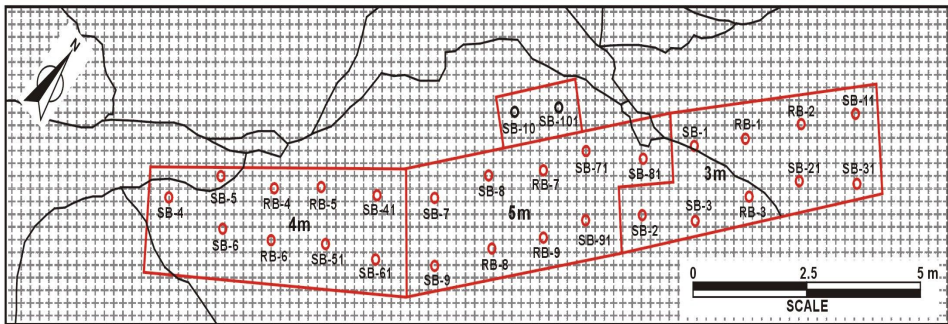 N
SB-10
SB-101
SB-1
RB-1
RB-2
SB-11
SB-4
SB-5
RB-4
RB-5
SB-41
SB-7
SB-8
RB-7
SB-71
SB-81
3m
SB-21
SB-31
4m
5m
SB-6
RB-6
SB-51
SB-61
SB-9
RB-8
RB-9
SB-91
SB-2
SB-3
RB-3
0 2.5 5 m
SCALE